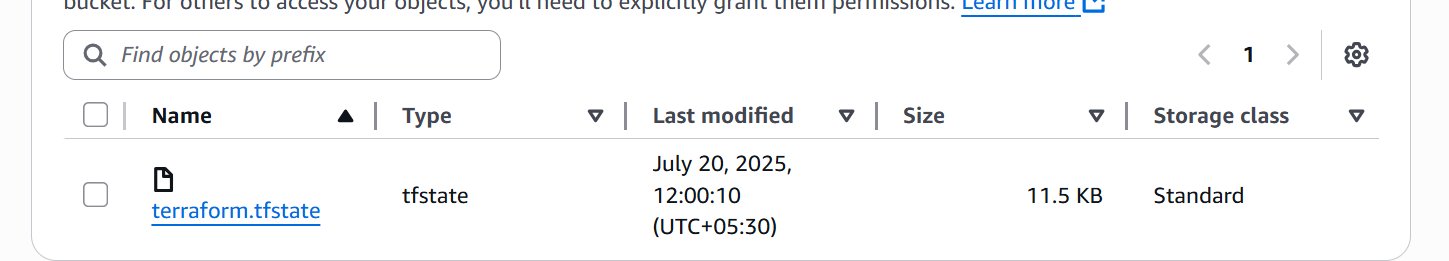 bucket. For others to access your objects, you'll need to explicitly grant them permissions. Learn more
Find objects by prefix
1
Name Type Last modified Size Storage class
terraform.tfstate tfstate July 20, 2025, 12:00:10 (UTC+05:30) 11.5 KB Standard